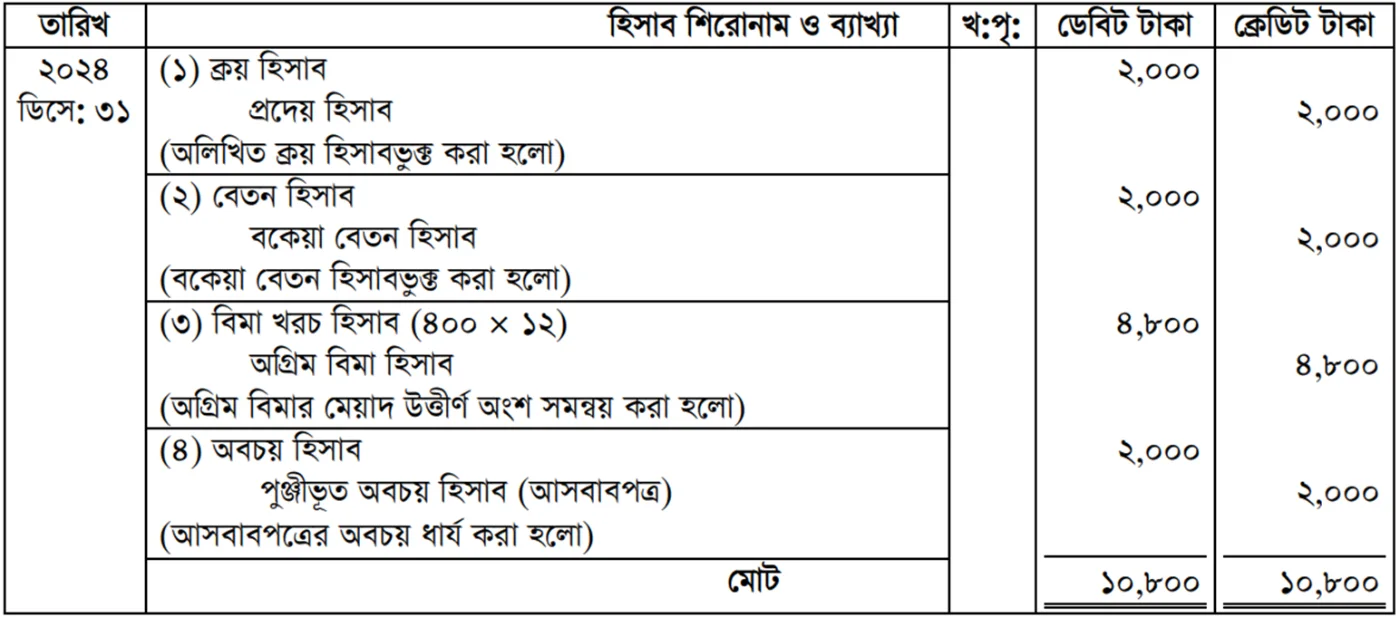 তারিখ হিসাব শিরোনাম ও ব্যাখ্যা খ:পৃ: ডেবিট টাকা ক্রেডিট টাকা
২০২৪ (১) ক্রয় হিসাব ২,০০০
ডিসে: ৩১ প্রদেয় হিসাব ২,০০০
(অলিখিত ক্রয় হিসাবভুক্ত করা হলো)
(২) বেতন হিসাব ২,০০০
বকেয়া বেতন হিসাব ২,০০০
(বকেয়া বেতন হিসাবভুক্ত করা হলো)
(৩) বিমা খরচ হিসাব (৪০০ × ১২) ৪,৮০০
অগ্রিম বিমা হিসাব ৪,৮০০
(অগ্রিম বিমার মেয়াদ উত্তীর্ণ অংশ সমন্বয় করা হলো)
(৪) অবচয় হিসাব ২,০০০
পুঞ্জীভূত অবচয় হিসাব (আসবাবপত্র) ২,০০০
(আসবাবপত্রের অবচয় ধার্য করা হলো)
মোট ১০,৮০০ ১০,৮০০